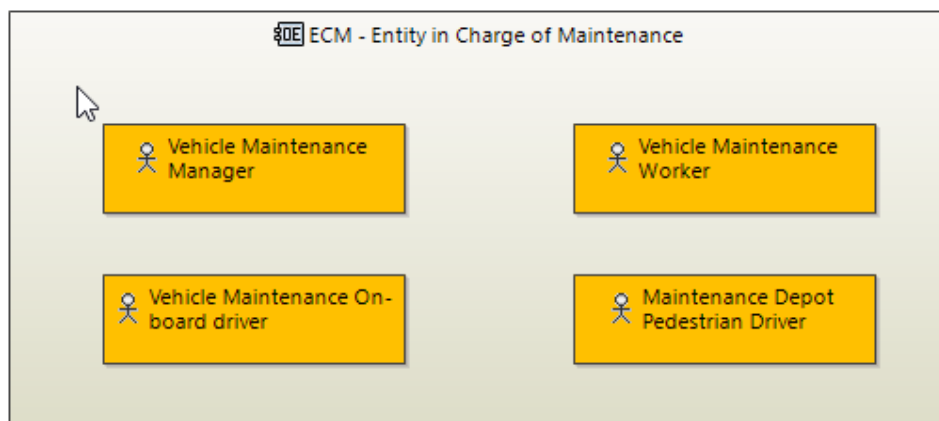 OE ECM - Entity in Charge of Maintenance
Vehicle Maintenance
Manager
Vehicle Maintenance
Worker
Vehicle Maintenance On-
board driver
Maintenance Depot
Pedestrian Driver